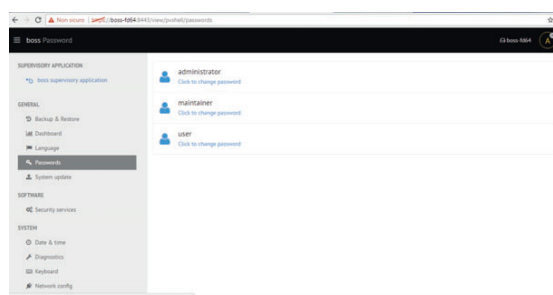 Non sicuro | https://boss-fd64:8443/view/pvshell/passwords
boss Password
boss-fd64
A
SUPERVISORY APPLICATION
boss supervisory application
GENERAL
Backup & Restore
Dashboard
Language
Passwords
System update
SOFTWARE
Security services
SYSTEM
Date & time
Diagnostics
Keyboard
Network config
administrator
Click to change password
maintainer
Click to change password
user
Click to change password